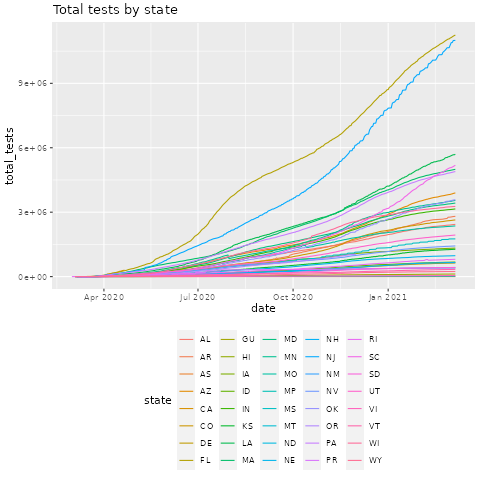 Total tests by state
total_tests
9e+06
6e+06
3e+06
0e+00
Apr 2020 Jul 2020 Oct 2020 Jan 2021
date
state
AL GU MD NH RI
AR HI MN NJ SC
AS IA MO NM SD
AZ ID MP NV UT
CA IN MS OK VI
CO KS MT OR VT
DE LA ND PA WI
FL MA NE PR WY